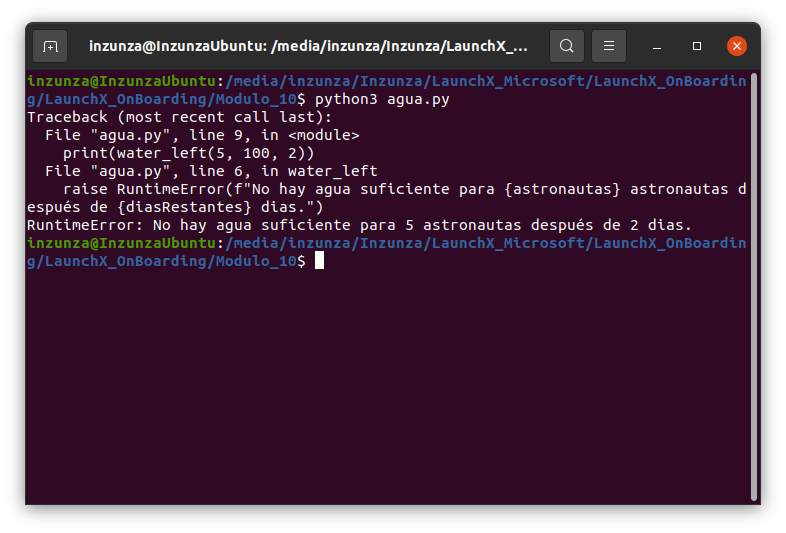 inzunza@InzunzaUbuntu: /media/inzunza/Inzunza/LaunchX_...
inzunza@InzunzaUbuntu:/media/inzunza/Inzunza/LaunchX_Microsoft/LaunchX_OnBoardin
g/LaunchX_OnBoarding/Modulo_10$ python3 agua.py
Traceback (most recent call last):
  File "agua.py", line 9, in <module>
    print(water_left(5, 100, 2))
  File "agua.py", line 6, in water_left
    raise RuntimeError(f"No hay agua suficiente para {astronautas} astronautas d
espués de {diasRestantes} dias.")
RuntimeError: No hay agua suficiente para 5 astronautas después de 2 dias.
inzunza@InzunzaUbuntu:/media/inzunza/Inzunza/LaunchX_Microsoft/LaunchX_OnBoardin
g/LaunchX_OnBoarding/Modulo_10$